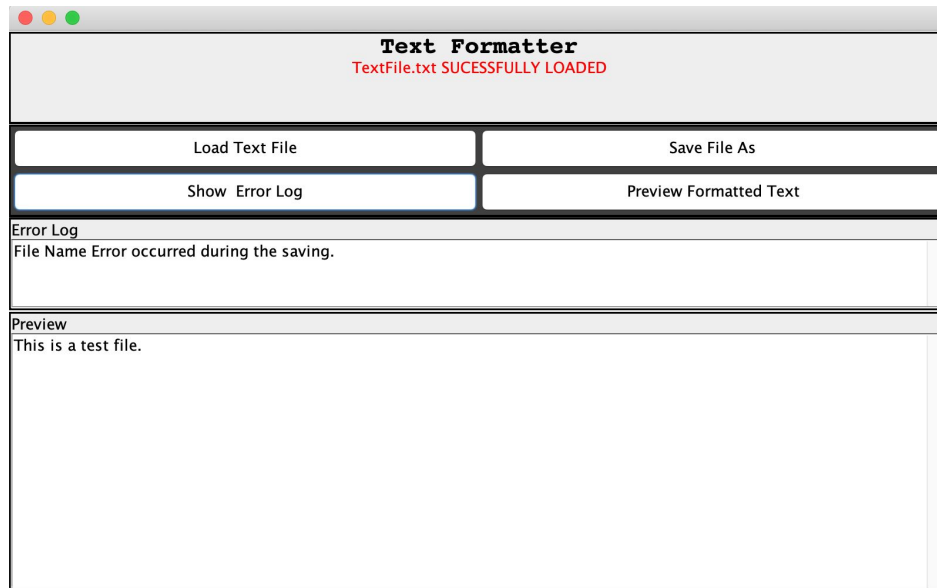 Text Formatter
TextFile.txt SUCESSFULLY LOADED
Load Text File
Save File As
Show  Error Log
Preview Formatted Text
Error Log
File Name Error occurred during the saving.
Preview
This is a test file.